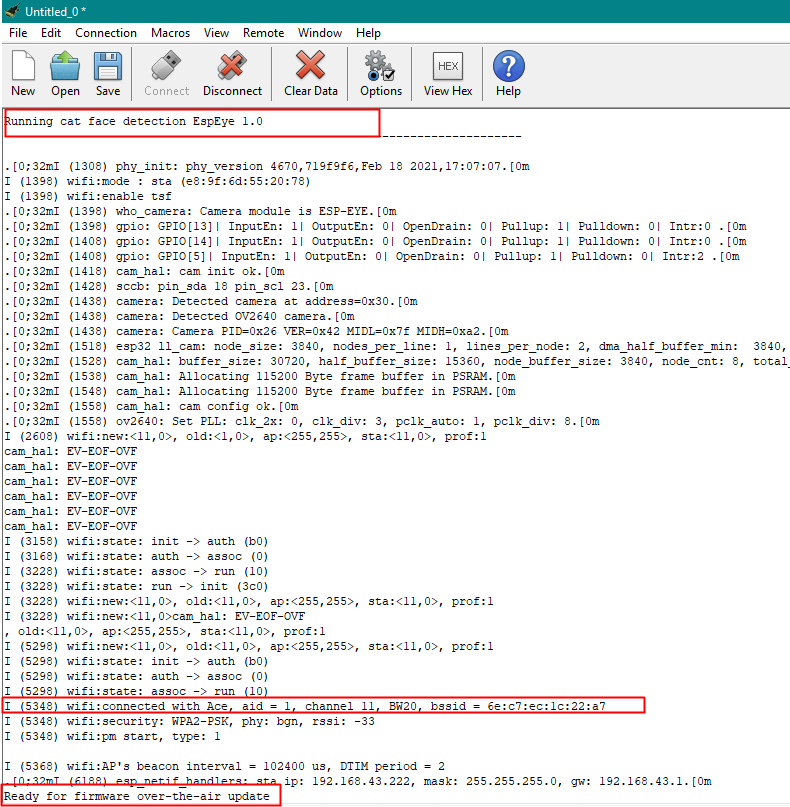 Untitled_0 *
File Edit Connection Macros View Remote Window Help
New Open Save Connect Disconnect Clear Data Options HEX View Hex ? Help
Running cat face detection EspEye 1.0
---------------------
.[0;32mI (1308) phy_init: phy_version 4670,719f9f6,Feb 18 2021,17:07:07.[0m
I (1398) wifi:mode : sta (e8:9f:6d:55:20:78)
I (1398) wifi:enable tsf
.[0;32mI (1398) who_camera: Camera module is ESP-EYE.[0m
.[0;32mI (1398) gpio: GPIO[13]| InputEn: 1| OutputEn: 0| OpenDrain: 0| Pullup: 1| Pulldown: 0| Intr:0 .[0m
.[0;32mI (1408) gpio: GPIO[14]| InputEn: 1| OutputEn: 0| OpenDrain: 0| Pullup: 1| Pulldown: 0| Intr:0 .[0m
.[0;32mI (1408) gpio: GPIO[5]| InputEn: 1| OutputEn: 0| OpenDrain: 0| Pullup: 1| Pulldown: 0| Intr:2 .[0m
.[0;32mI (1418) cam_hal: cam init ok.[0m
.[0;32mI (1428) sccb: pin_sda 18 pin_scl 23.[0m
.[0;32mI (1438) camera: Detected camera at address=0x30.[0m
.[0;32mI (1438) camera: Detected OV2640 camera.[0m
.[0;32mI (1438) camera: Camera PID=0x26 VER=0x42 MIDL=0x7f MIDH=0xa2.[0m
.[0;32mI (1518) esp32 ll_cam: node_size: 3840, nodes_per_line: 1, lines_per_node: 2, dma_half_buffer_min:  3840,
.[0;32mI (1528) cam_hal: buffer_size: 30720, half_buffer_size: 15360, node_buffer_size: 3840, node_cnt: 8, total_
.[0;32mI (1538) cam_hal: Allocating 115200 Byte frame buffer in PSRAM.[0m
.[0;32mI (1548) cam_hal: Allocating 115200 Byte frame buffer in PSRAM.[0m
.[0;32mI (1558) cam_hal: cam config ok.[0m
.[0;32mI (1558) ov2640: Set PLL: clk_2x: 0, clk_div: 3, pclk_auto: 1, pclk_div: 8.[0m
I (2608) wifi:new:<11,0>, old:<1,0>, ap:<255,255>, sta:<11,0>, prof:1
cam_hal: EV-EOF-OVF
cam_hal: EV-EOF-OVF
cam_hal: EV-EOF-OVF
cam_hal: EV-EOF-OVF
cam_hal: EV-EOF-OVF
cam_hal: EV-EOF-OVF
I (3158) wifi:state: init -> auth (b0)
I (3168) wifi:state: auth -> assoc (0)
I (3228) wifi:state: assoc -> run (10)
I (3228) wifi:state: run -> init (3c0)
I (3228) wifi:new:<11,0>, old:<11,0>, ap:<255,255>, sta:<11,0>, prof:1
I (3228) wifi:new:<11,0>cam_hal: EV-EOF-OVF
, old:<11,0>, ap:<255,255>, sta:<11,0>, prof:1
I (5298) wifi:new:<11,0>, old:<11,0>, ap:<255,255>, sta:<11,0>, prof:1
I (5298) wifi:state: init -> auth (b0)
I (5298) wifi:state: auth -> assoc (0)
I (5298) wifi:state: assoc -> run (10)
I (5348) wifi:connected with Ace, aid = 1, channel 11, BW20, bssid = 6e:c7:ec:1c:22:a7
I (5348) wifi:security: WPA2-PSK, phy: bgn, rssi: -33
I (5348) wifi:pm start, type: 1
I (5368) wifi:AP's beacon interval = 102400 us, DTIM period = 2
.[0;32mI (6188) esp_netif_handlers: sta ip: 192.168.43.222, mask: 255.255.255.0, gw: 192.168.43.1.[0m
Ready for firmware over-the-air update